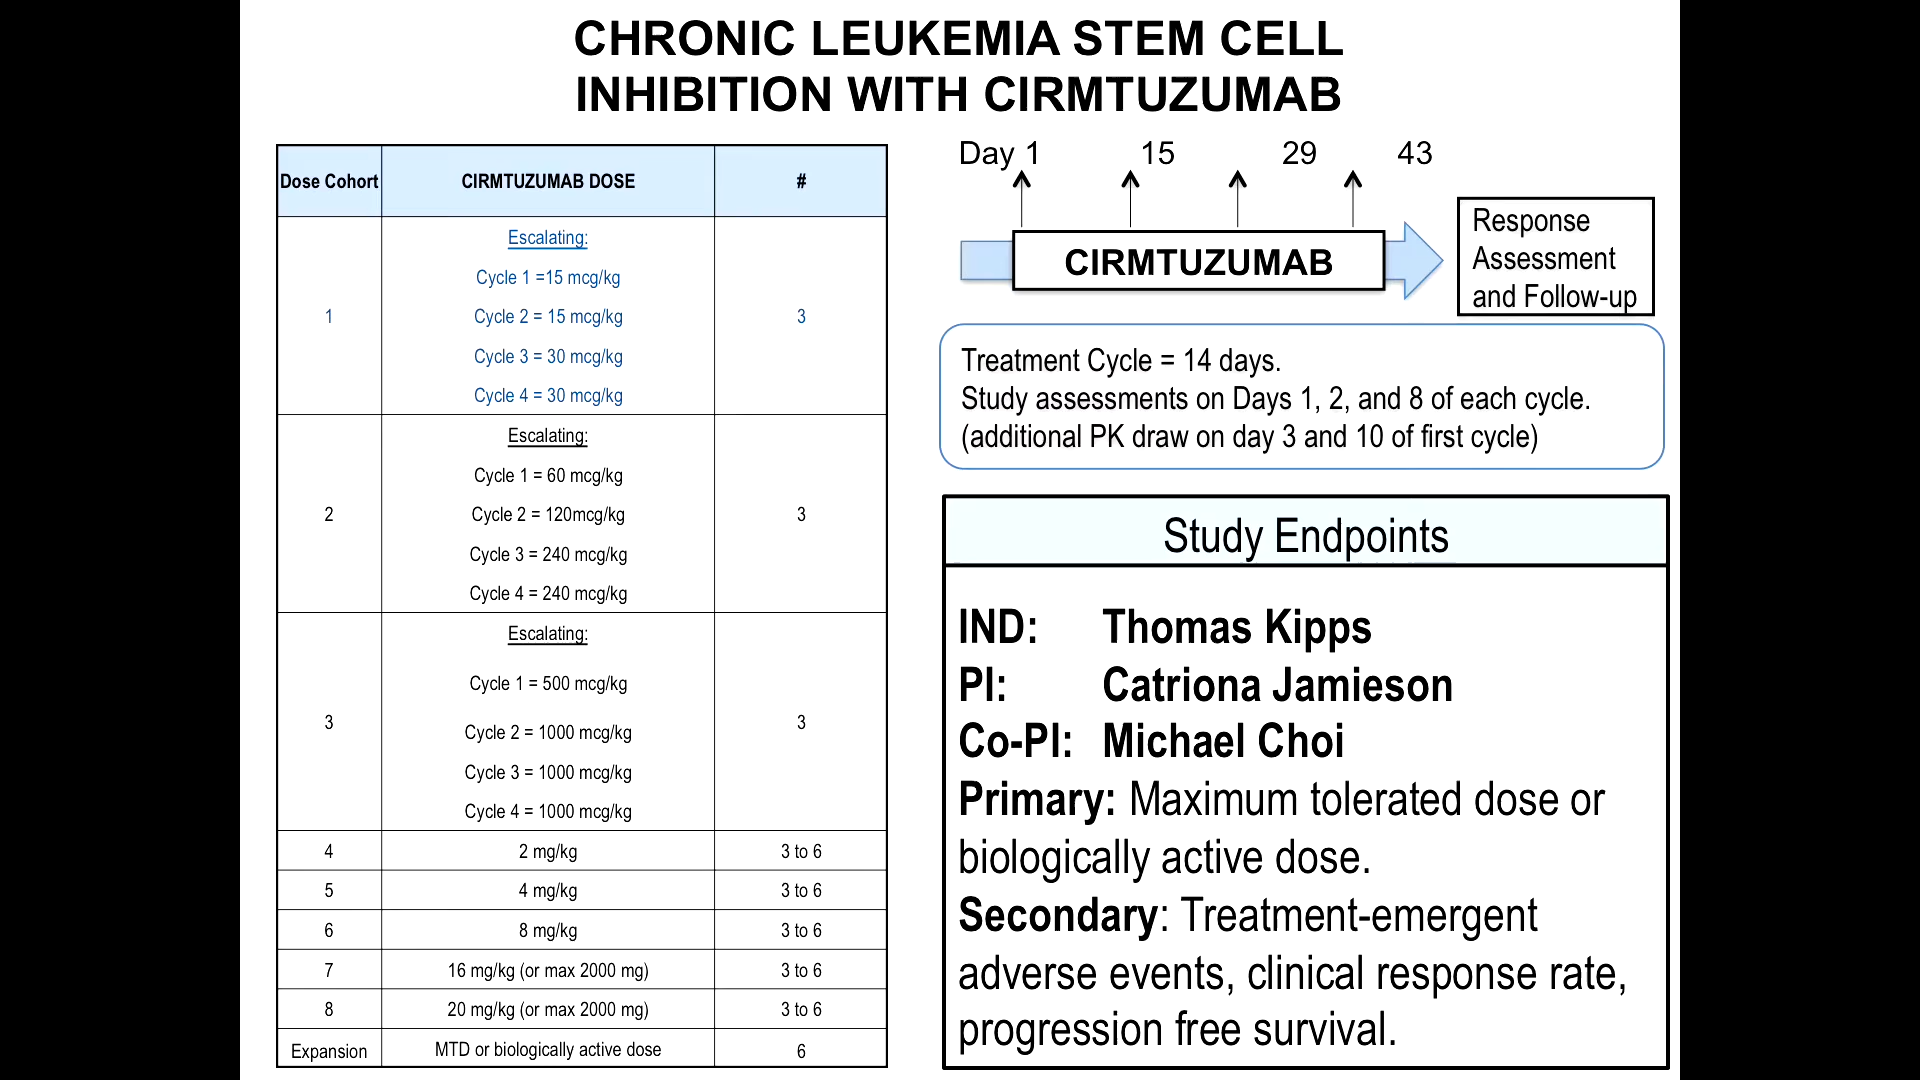 CHRONIC LEUKEMIA STEM CELL
INHIBITION WITH CIRMTUZUMAB
Dose Cohort CIRMTUZUMAB DOSE #
Escalating:
Cycle 1 =15 mcg/kg
1 Cycle 2 = 15 mcg/kg 3
Cycle 3 = 30 mcg/kg
Cycle 4 = 30 mcg/kg
Escalating:
Cycle 1 = 60 mcg/kg
2 Cycle 2 = 120mcg/kg 3
Cycle 3 = 240 mcg/kg
Cycle 4 = 240 mcg/kg
Escalating:
Cycle 1 = 500 mcg/kg
3 Cycle 2 = 1000 mcg/kg 3
Cycle 3 = 1000 mcg/kg
Cycle 4 = 1000 mcg/kg
4 2 mg/kg 3 to 6
5 4 mg/kg 3 to 6
6 8 mg/kg 3 to 6
7 16 mg/kg (or max 2000 mg) 3 to 6
8 20 mg/kg (or max 2000 mg) 3 to 6
Expansion MTD or biologically active dose 6
Day 1 15 29 43
CIRMTUZUMAB
Response
Assessment
and Follow-up
Treatment Cycle = 14 days.
Study assessments on Days 1, 2, and 8 of each cycle.
(additional PK draw on day 3 and 10 of first cycle)
Study Endpoints
IND: Thomas Kipps
PI: Catriona Jamieson
Co-PI: Michael Choi
Primary: Maximum tolerated dose or
biologically active dose.
Secondary: Treatment-emergent
adverse events, clinical response rate,
progression free survival.